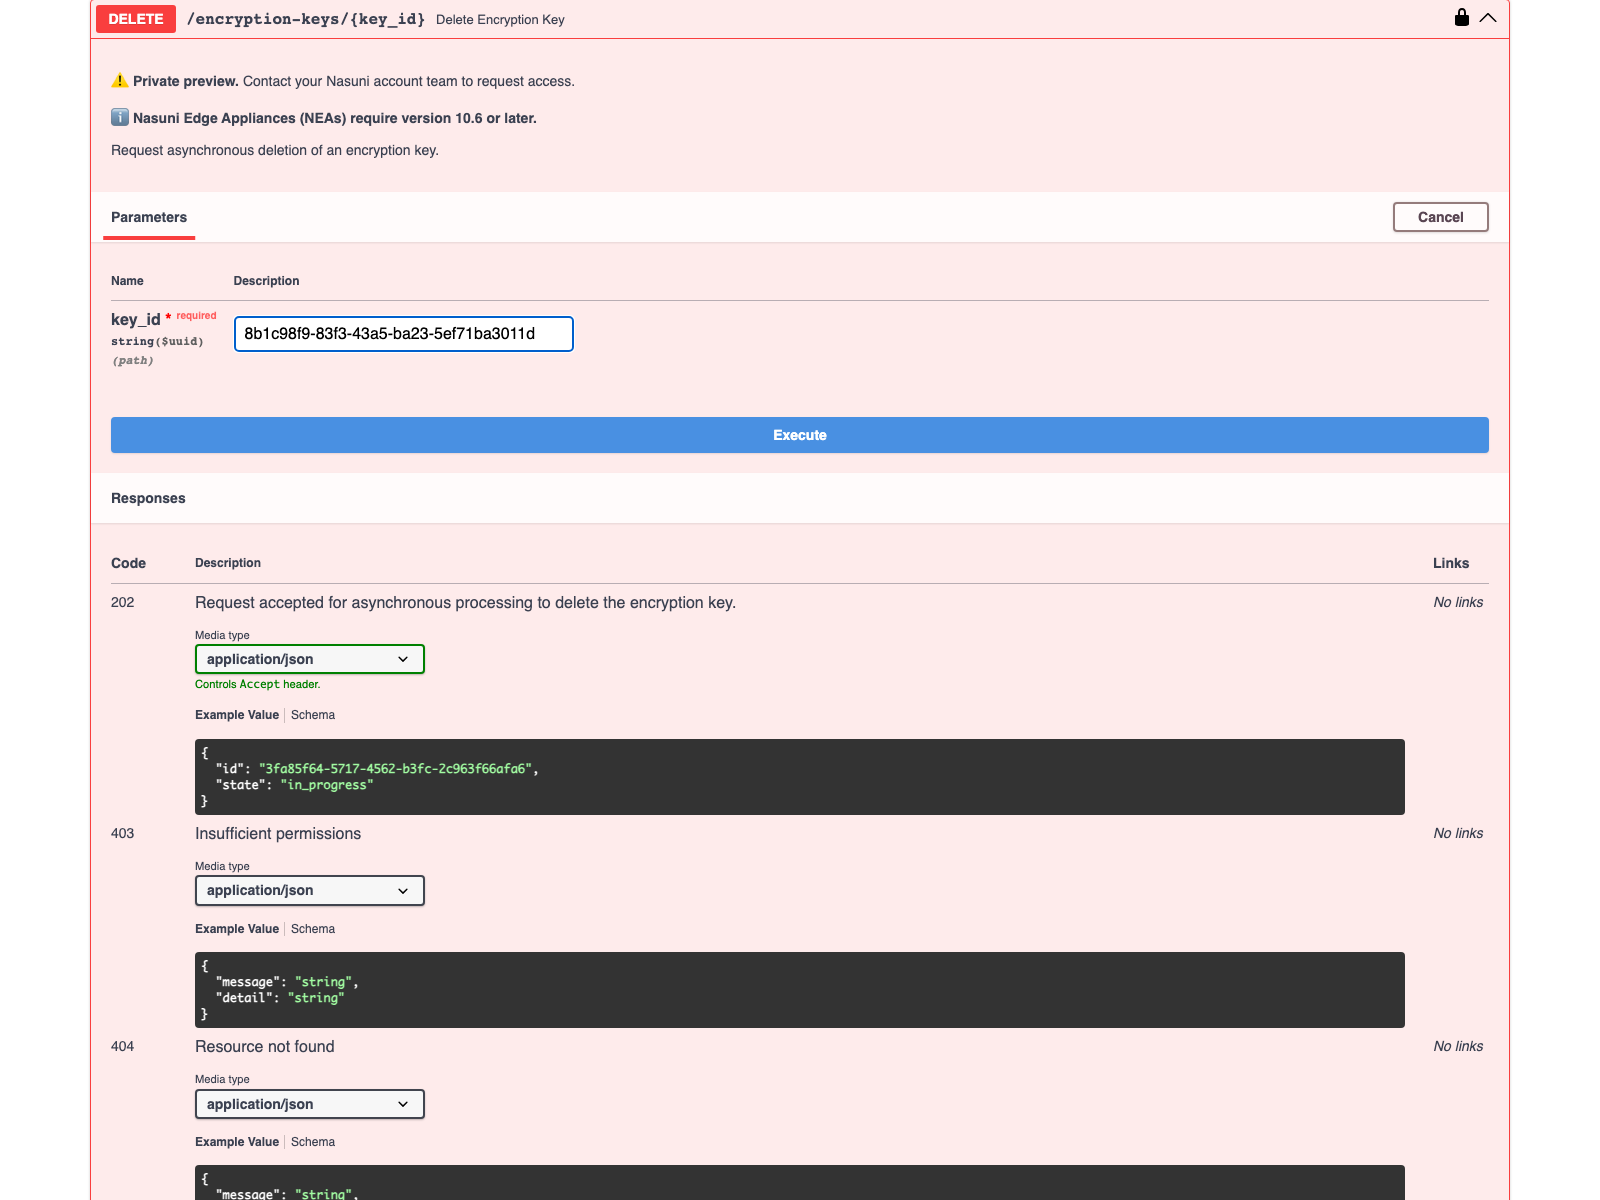 DELETE /encryption-keys/{key_id} Delete Encryption Key
⚠️ Private preview. Contact your Nasuni account team to request access.
ℹ️ Nasuni Edge Appliances (NEAs) require version 10.6 or later.
Request asynchronous deletion of an encryption key.
Parameters Cancel
Name Description
key_id * required
string($uuid)
(path)
8b1c98f9-83f3-43a5-ba23-5ef71ba3011d
Execute
Responses
Code Description Links
202 Request accepted for asynchronous processing to delete the encryption key. No links
Media type
application/json
Controls Accept header.
Example Value Schema
{
"id": "3fa85f64-5717-4562-b3fc-2c963f66afa6",
"state": "in_progress"
}
403 Insufficient permissions No links
Media type
application/json
Example Value Schema
{
"message": "string",
"detail": "string"
}
404 Resource not found No links
Media type
application/json
Example Value Schema
{
"message": "string",